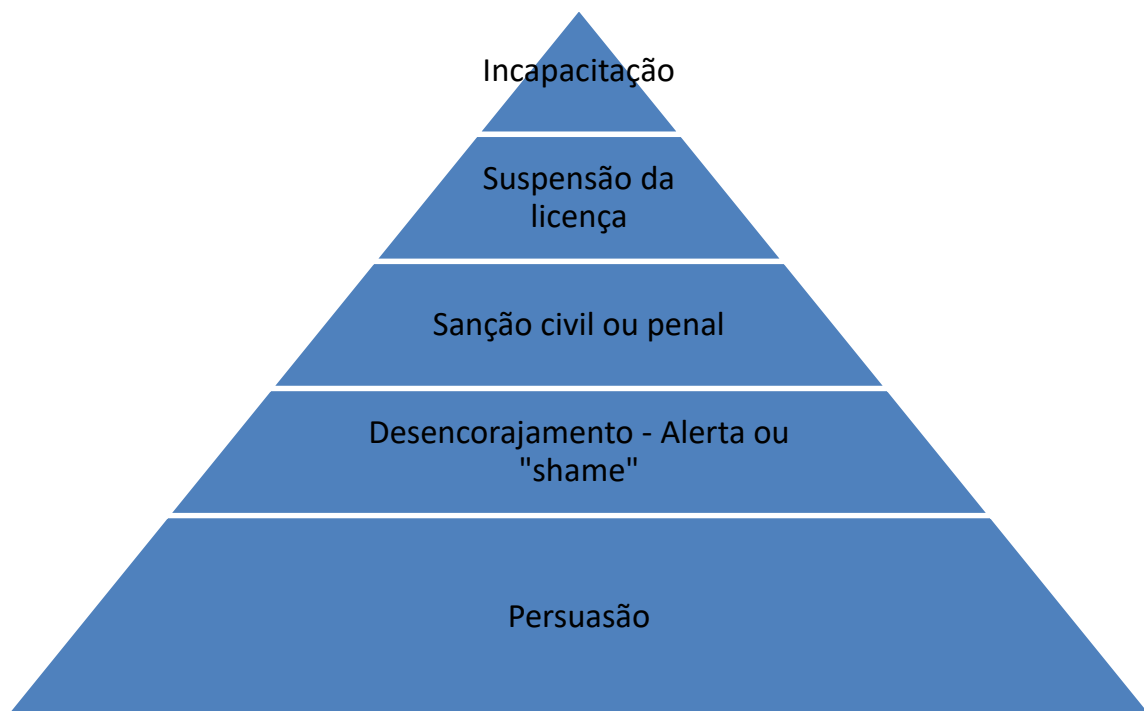 Incapacitação
Suspensão da
licença
Sanção civil ou penal
Desencorajamento - Alerta ou
"shame"
Persuasão